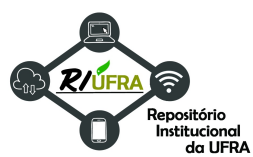 RI/UFRA
Repositório
Institucional
da UFRA